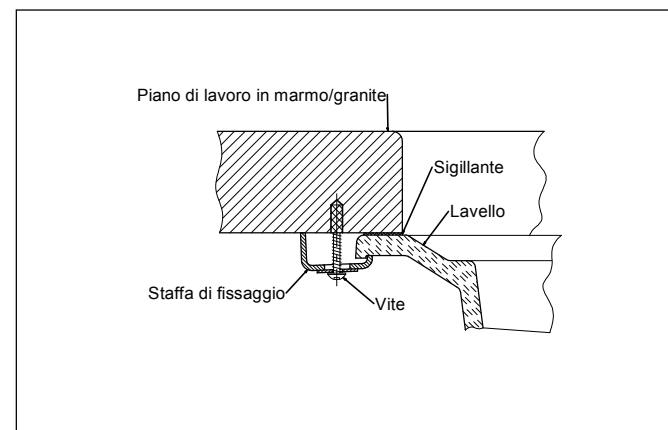 Piano di lavoro in marmo/granite
Sigillante
Lavello
Staffa di fissaggio
Vite